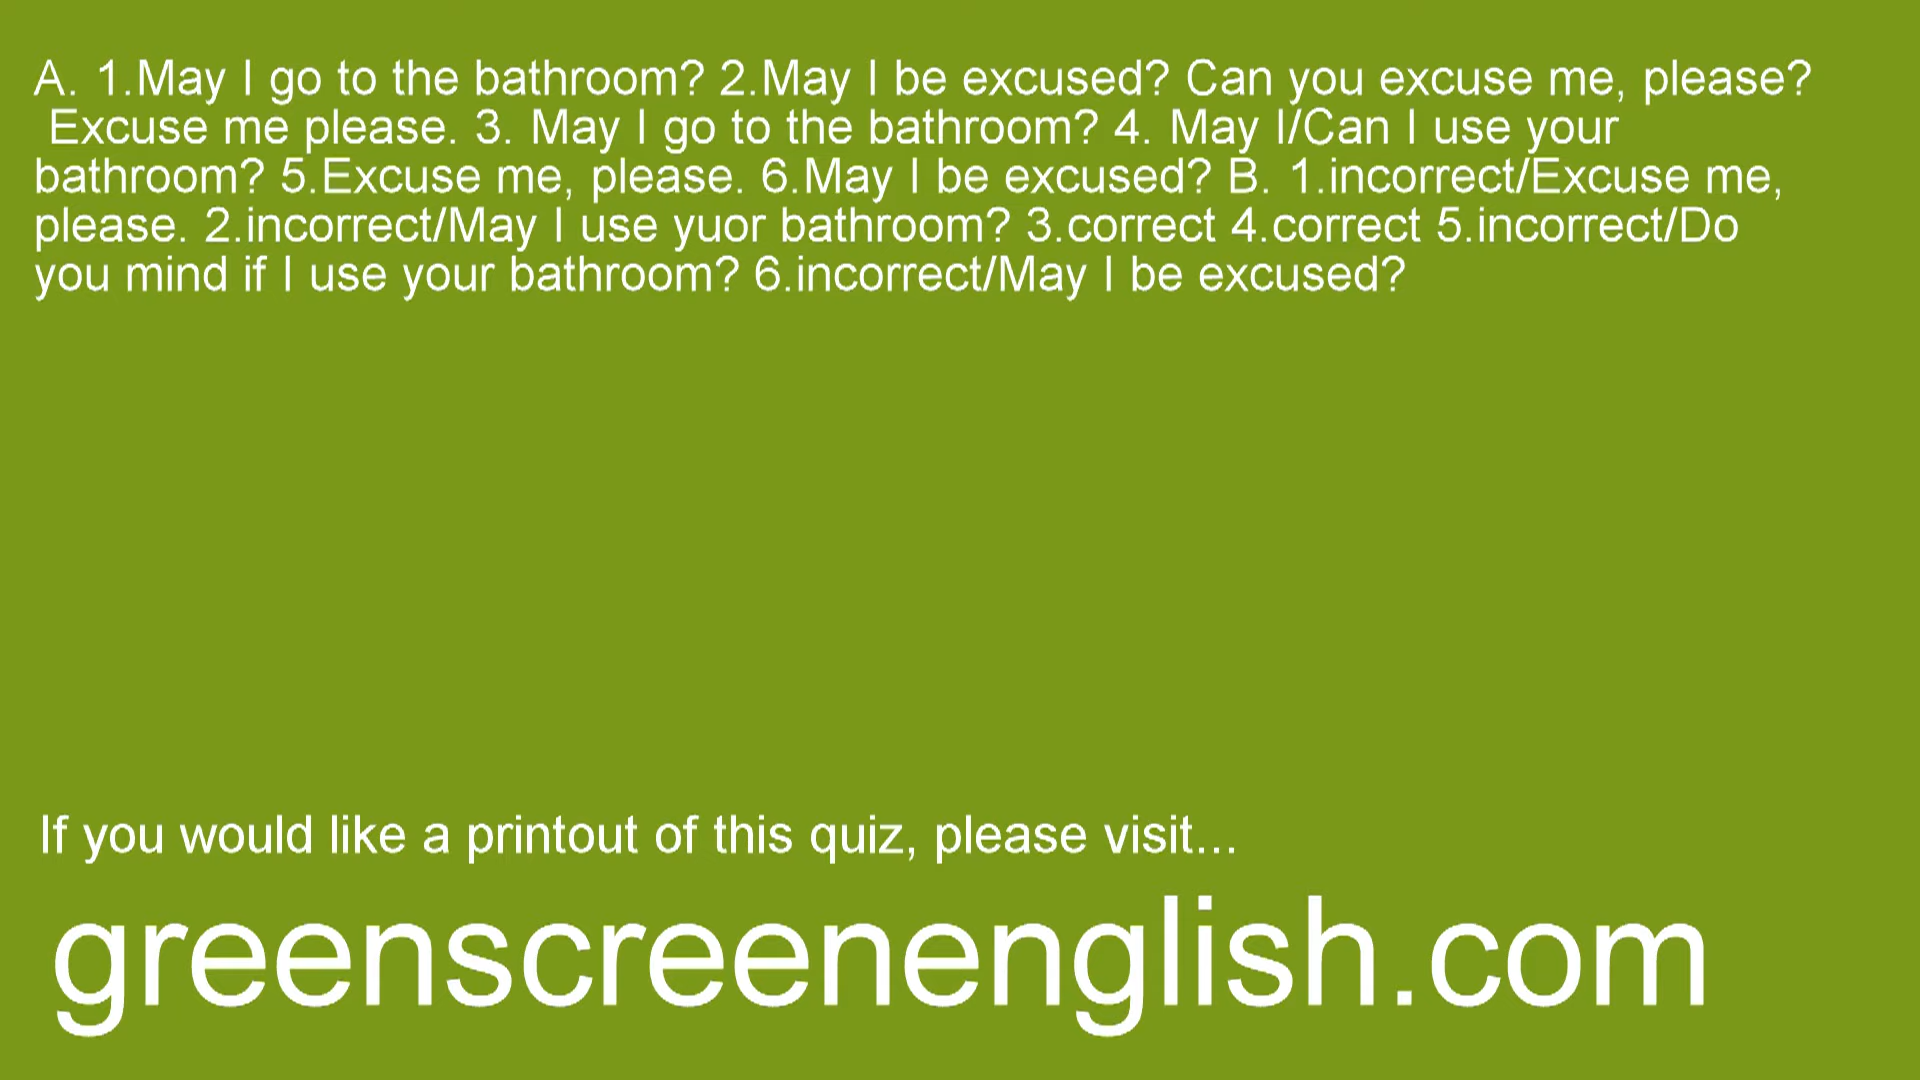 A. 1.May I go to the bathroom? 2.May I be excused? Can you excuse me, please?
Excuse me please. 3. May I go to the bathroom? 4. May I/Can I use your
bathroom? 5.Excuse me, please. 6.May I be excused? B. 1.incorrect/Excuse me,
please. 2.incorrect/May I use yuor bathroom? 3.correct 4.correct 5.incorrect/Do
you mind if I use your bathroom? 6.incorrect/May I be excused?
If you would like a printout of this quiz, please visit...
greenscreenenglish.com